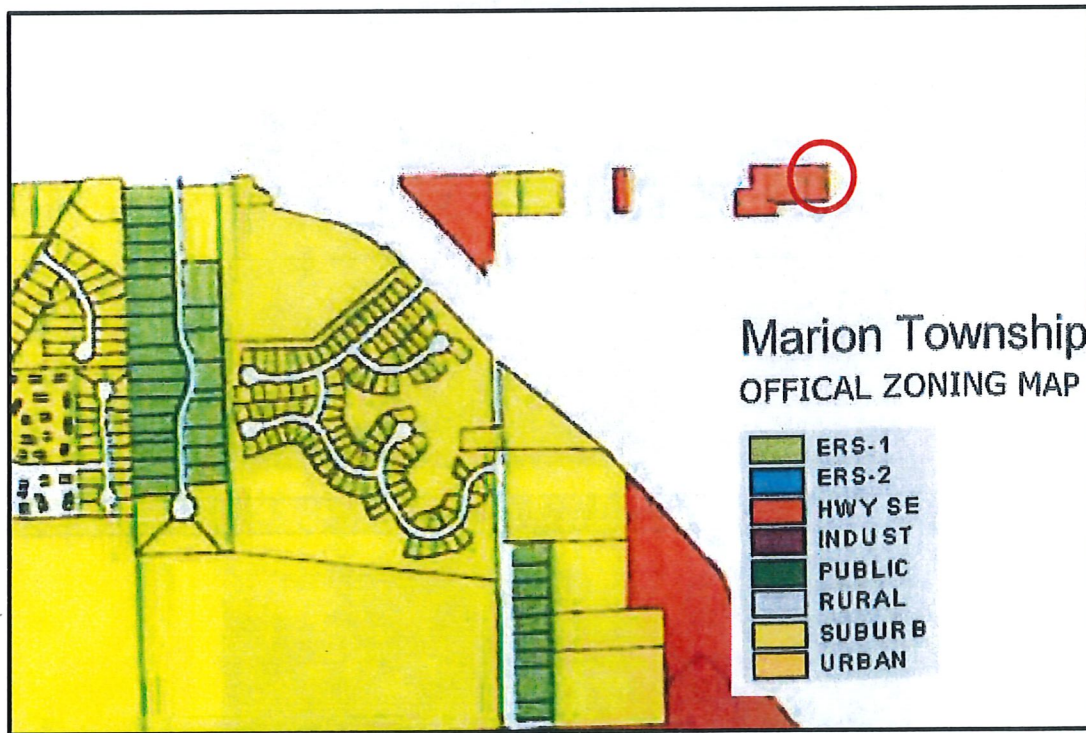 Marion Township
OFFICAL ZONING MAP
ERS-1
ERS-2
HWY SE
INDUST
PUBLIC
RURAL
SUBURB
URBAN